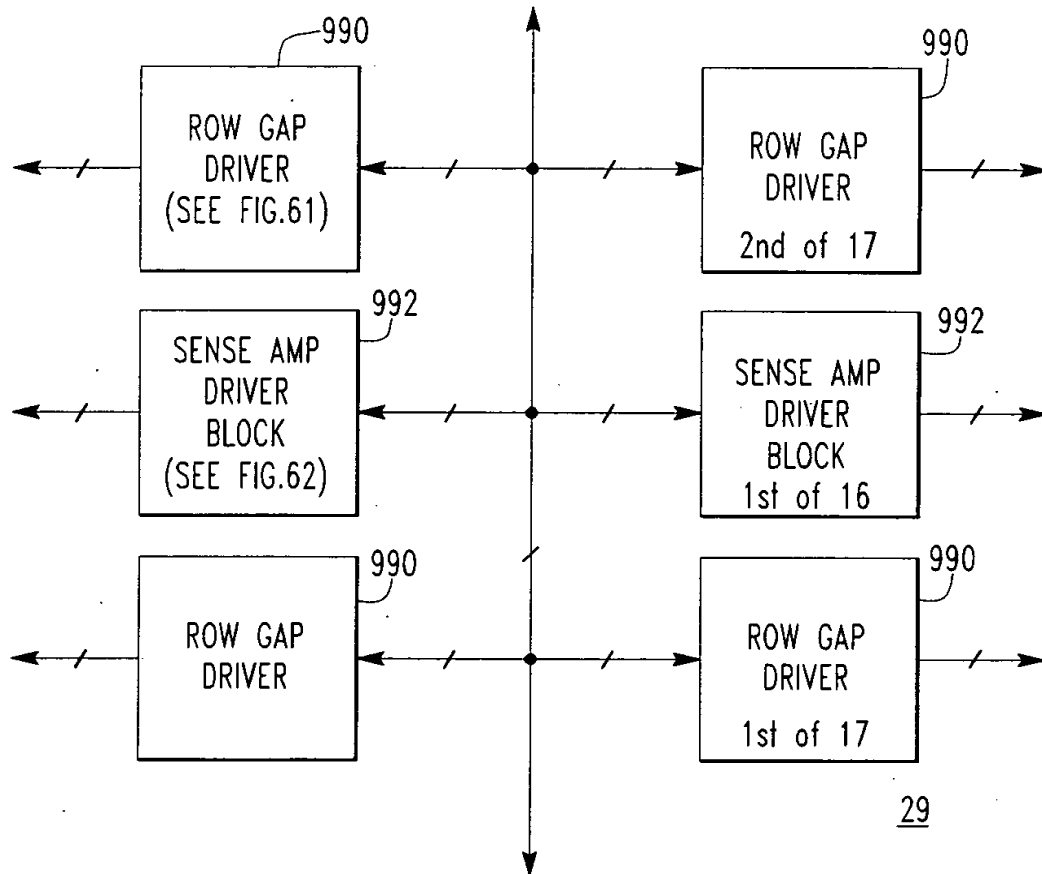 990
ROW GAP
DRIVER
(SEE FIG.61)
990
ROW GAP
DRIVER
2nd of 17
992
SENSE AMP
DRIVER
BLOCK
(SEE FIG.62)
992
SENSE AMP
DRIVER
BLOCK
1st of 16
990
ROW GAP
DRIVER
990
ROW GAP
DRIVER
1st of 17
29